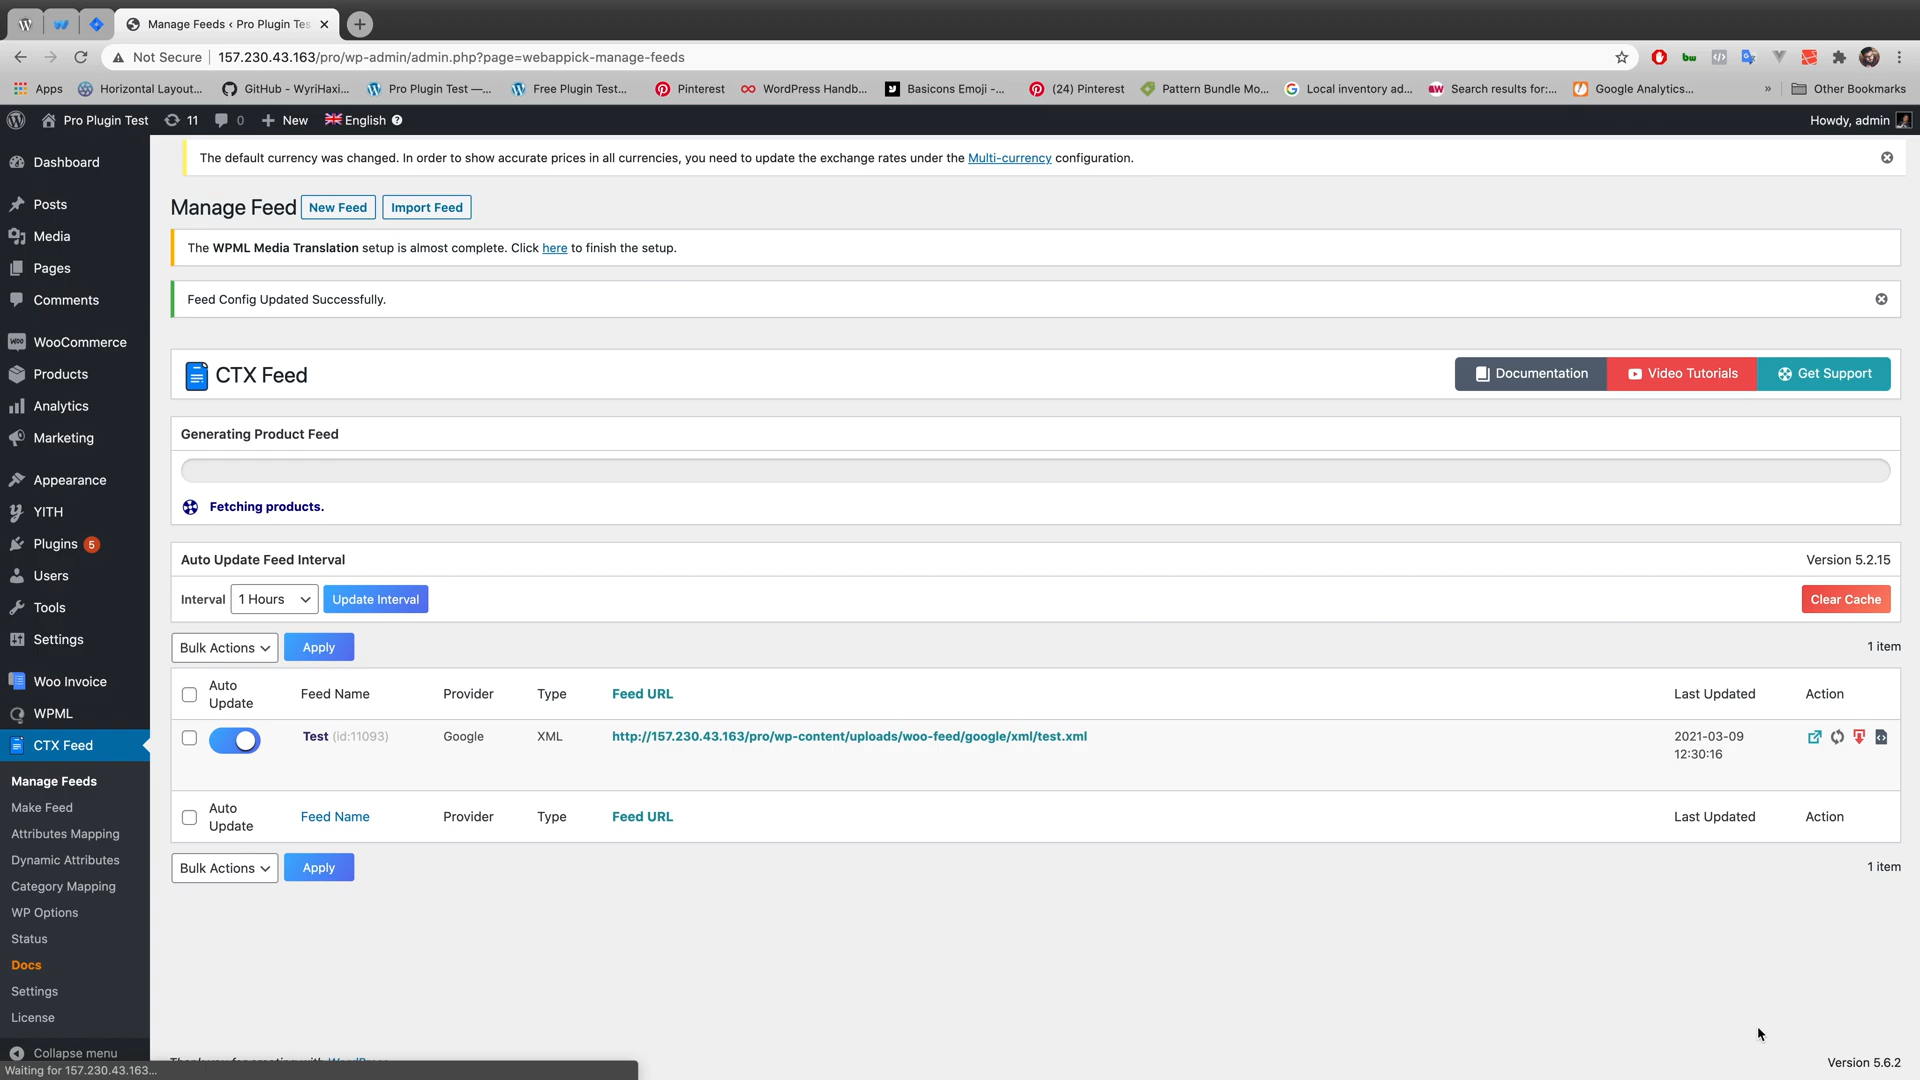 Manage Feeds ‹ Pro Plugin Tes
Not Secure
157.230.43.163/pro/wp-admin/admin.php?page=webappick-manage-feeds
Apps
Horizontal Layout...
GitHub - WyriHaxi...
Pro Plugin Test —...
Free Plugin Test...
Pinterest
WordPress Handb...
Basicons Emoji -...
(24) Pinterest
Pattern Bundle Mo...
Local inventory ad...
Search results for:...
Google Analytics...
»
Other Bookmarks
Pro Plugin Test
11
0
New
English
Howdy, admin
The default currency was changed. In order to show accurate prices in all currencies, you need to update the exchange rates under the Multi-currency configuration.
Manage Feed
New Feed
Import Feed
The WPML Media Translation setup is almost complete. Click here to finish the setup.
Feed Config Updated Successfully.
CTX Feed
Documentation
Video Tutorials
Get Support
Generating Product Feed
Fetching products.
Auto Update Feed Interval
Version 5.2.15
Interval
1 Hours
Update Interval
Clear Cache
Bulk Actions
Apply
1 item
Auto Update
Feed Name
Provider
Type
Feed URL
Last Updated
Action
Test (id:11093)
Google
XML
http://157.230.43.163/pro/wp-content/uploads/woo-feed/google/xml/test.xml
2021-03-09
12:30:16
Auto Update
Feed Name
Provider
Type
Feed URL
Last Updated
Action
Bulk Actions
Apply
1 item
Dashboard
Posts
Media
Pages
Comments
WooCommerce
Products
Analytics
Marketing
Appearance
YITH
Plugins 5
Users
Tools
Settings
Woo Invoice
WPML
CTX Feed
Manage Feeds
Make Feed
Attributes Mapping
Dynamic Attributes
Category Mapping
WP Options
Status
Docs
Settings
License
Collapse menu
Waiting for 157.230.43.163...
Version 5.6.2